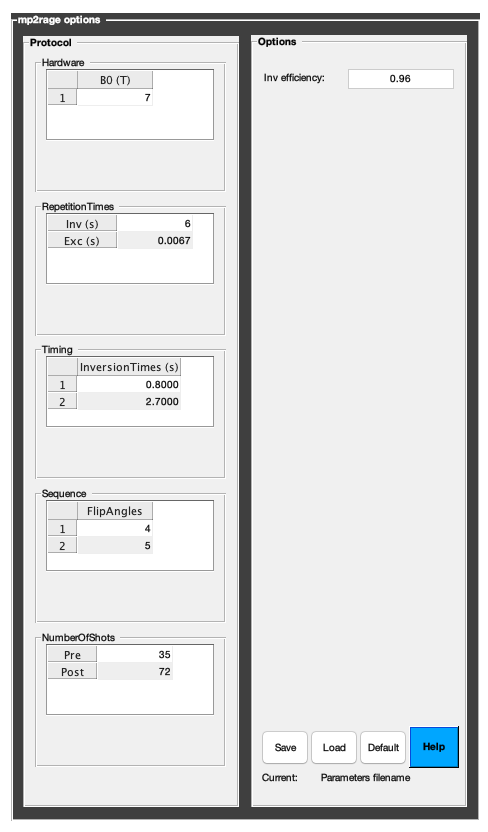 mp2rage options
Protocol
Hardware
B0 (T)
1 7
RepetitionTimes
Inv (s) 6
Exc (s) 0.0067
Timing
InversionTimes (s)
1 0.8000
2 2.7000
Sequence
FlipAngles
1 4
2 5
NumberOfShots
Pre 35
Post 72
Options
Inv efficiency: 0.96
Save Load Default Help
Current: Parameters filename